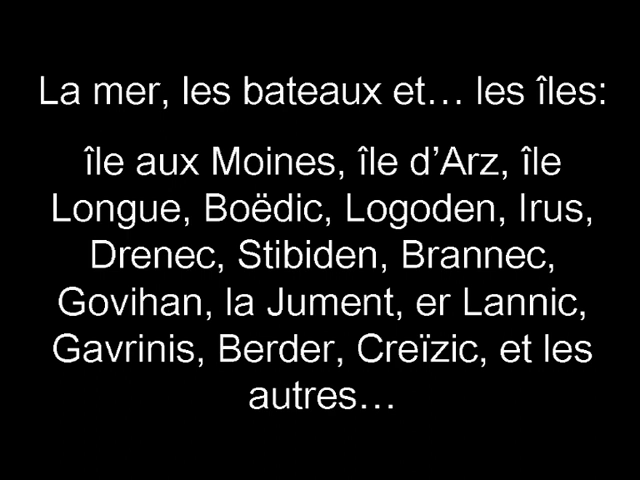 La mer, les bateaux et… les îles:
île aux Moines, île d’Arz, île
Longue, Boëdic, Logoden, Irus,
Drenec, Stibiden, Brannec,
Govihan, la Jument, er Lannic,
Gavrinis, Berder, Creïzic, et les
autres…